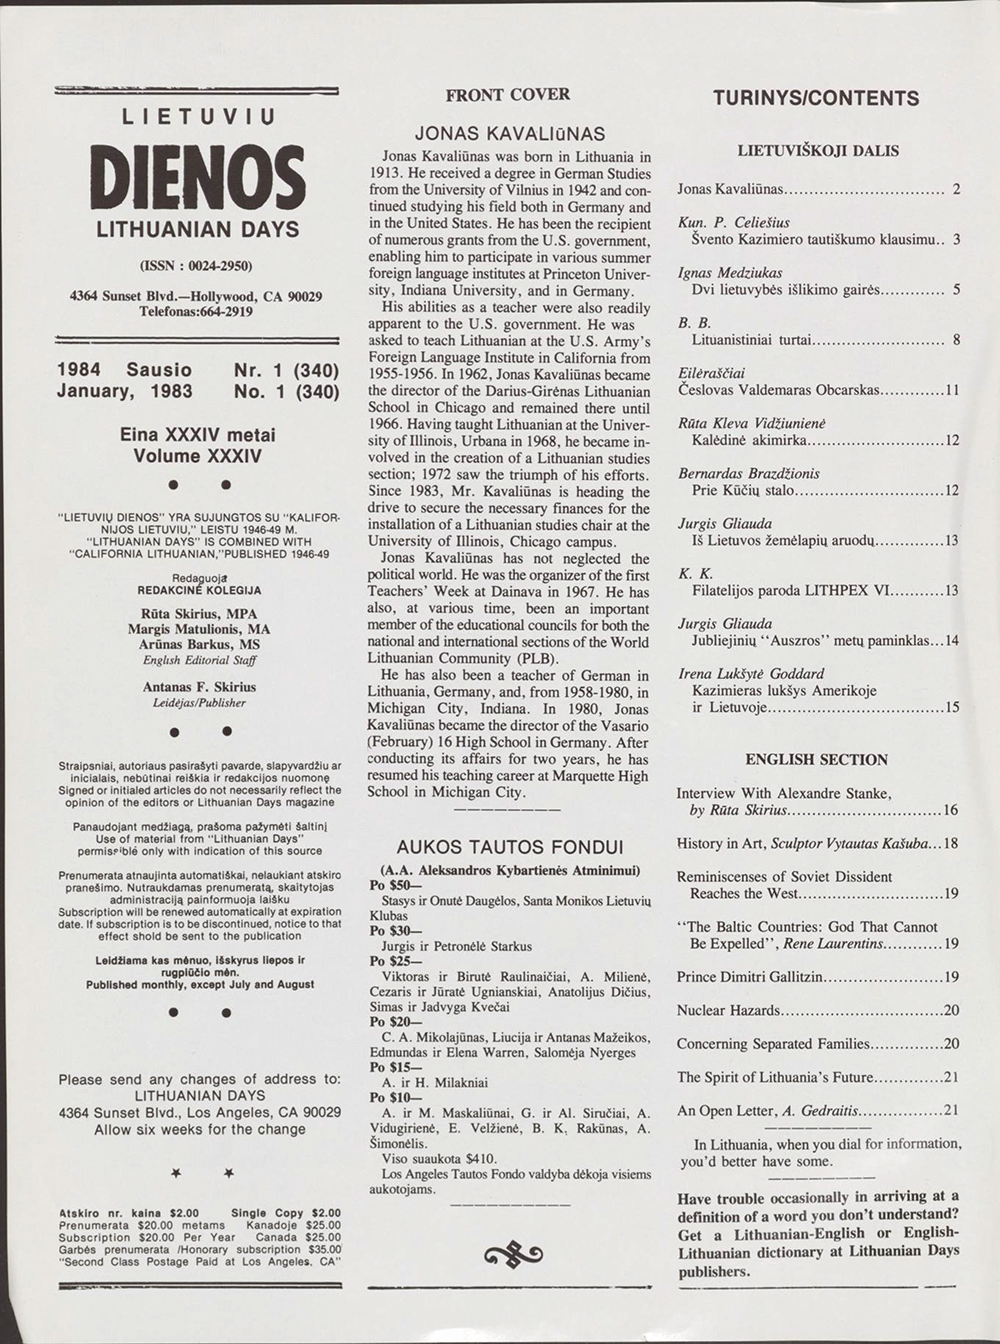 LIETUVIU
DIENOS
LITHUANIAN DAYS
(ISSN : 0024-2950)
4364 Sunset Blvd.—Hollywood, CA 90029
Telefonas:664-2919
1984 Sausio Nr. 1 (340)
January, 1983 No. 1 (340)
Eina XXXIV metai
Volume XXXIV
"LIETUVIŲ DIENOS" YRA SUJUNGTOS SU "KALIFOR-
NIJOS LIETUVIU," LEISTU 1946-49 M.
"LITHUANIAN DAYS" IS COMBINED WITH
"CALIFORNIA LITHUANIAN,"PUBLISHED 1946-49
Redaguoja
REDAKCINĖ KOLEGIJA
Rūta Skirius, MPA
Margis Matulionis, MA
Arūnas Barkus, MS
English Editorial Staff
Antanas F. Skirius
Leidėjas/Publisher
Straipsniai, autoriaus pasirašyti pavarde, slapyvardžiu ar
inicialais, nebūtinai reiškia ir redakcijos nuomonę
Signed or initialed articles do not necessarily reflect the
opinion of the editors or Lithuanian Days magazine
Panaudojant medžiagą, prašoma pažymėti šaltinį
Use of material from "Lithuanian Days"
permissiblé only with indication of this source
Prenumerata atnaujinta automatiškai, nelaukiant atskiro
pranešimo. Nutraukdamas prenumeratą, skaitytojas
administraciją painformuoja laišku
Subscription will be renewed automatically at expiration
date. If subscription is to be discontinued, notice to that
effect shold be sent to the publication
Leidžiama kas mėnuo, išskyrus liepos ir
rugpiūčio mėn.
Published monthly, except July and August
Please send any changes of address to:
LITHUANIAN DAYS
4364 Sunset Blvd., Los Angeles, CA 90029
Allow six weeks for the change
Atskiro nr. kaina $2.00 Single Copy $2.00
Prenumerata $20.00 metams Kanadoje $25.00
Subscription $20.00 Per Year Canada $25.00
Garbės prenumerata /Honorary subscription $35.00
"Second Class Postage Paid at Los Angeles, CA"
FRONT COVER
JONAS KAVALIūNAS
Jonas Kavaliūnas was born in Lithuania in
1913. He received a degree in German Studies
from the University of Vilnius in 1942 and con-
tinued studying his field both in Germany and
in the United States. He has been the recipient
of numerous grants from the U.S. government,
enabling him to participate in various summer
foreign language institutes at Princeton Univer-
sity, Indiana University, and in Germany.
His abilities as a teacher were also readily
apparent to the U.S. government. He was
asked to teach Lithuanian at the U.S. Army's
Foreign Language Institute in California from
1955-1956. In 1962, Jonas Kavaliūnas became
the director of the Darius-Girėnas Lithuanian
School in Chicago and remained there until
1966. Having taught Lithuanian at the Univer-
sity of Illinois, Urbana in 1968, he became in-
volved in the creation of a Lithuanian studies
section; 1972 saw the triumph of his efforts.
Since 1983, Mr. Kavaliūnas is heading the
drive to secure the necessary finances for the
installation of a Lithuanian studies chair at the
University of Illinois, Chicago campus.
Jonas Kavaliūnas has not neglected the
political world. He was the organizer of the first
Teachers' Week at Dainava in 1967. He has
also, at various time, been an important
member of the educational councils for both the
national and international sections of the World
Lithuanian Community (PLB).
He has also been a teacher of German in
Lithuania, Germany, and, from 1958-1980, in
Michigan City, Indiana. In 1980, Jonas
Kavaliūnas became the director of the Vasario
(February) 16 High School in Germany. After
conducting its affairs for two years, he has
resumed his teaching career at Marquette High
School in Michigan City.
AUKOS TAUTOS FONDUI
(A.A. Aleksandros Kybartienės Atminimui)
Po $50—
Stasys ir Onutė Daugėlos, Santa Monikos Lietuvių
Klubas
Po $30—
Jurgis ir Petronėlė Starkus
Po $25—
Viktoras ir Birutė Raulinaičiai, A. Milienė,
Cezaris ir Jūratė Ugnianskiai, Anatolijus Dičius,
Simas ir Jadvyga Kvečai
Po $20—
C. A. Mikolajūnas, Liucija ir Antanas Mažeikos,
Edmundas ir Elena Warren, Salomėja Nyerges
Po $15—
A. ir H. Milakniai
Po $10—
A. ir M. Maskaliūnai, G. ir Al. Siručiai, A.
Vidugirienė, E. Velžienė, B. K. Rakūnas, A.
Šimonėlis.
Viso suaukota $410.
Los Angeles Tautos Fondo valdyba dėkoja visiems
aukotojams.
TURINYS/CONTENTS
LIETUVIŠKOJI DALIS
Jonas Kavaliūnas................................ 2
Kun. P. Celiešius
Švento Kazimiero tautiškumo klausimu.. 3
Ignas Medziukas
Dvi lietuvybės išlikimo gairės............. 5
B. B.
Lituanistiniai turtai........................... 8
Eilėraščiai
Česlovas Valdemaras Obcarskas.............11
Rūta Kleva Vidžiunienė
Kalėdinė akimirka............................12
Bernardas Brazdžionis
Prie Kūčių stalo..............................12
Jurgis Gliauda
Iš Lietuvos žemėlapių aruodų..............13
K. K.
Filatelijos paroda LITHPEX VI...........13
Jurgis Gliauda
Jubliejinių "Auszros" metų paminklas...14
Irena Lukšytė Goddard
Kazimieras lukšys Amerikoje
ir Lietuvoje....................................15
ENGLISH SECTION
Interview With Alexandre Stanke,
by Rūta Skirius...............................16
History in Art, Sculptor Vytautas Kašuba...18
Reminiscenses of Soviet Dissident
Reaches the West.............................19
"The Baltic Countries: God That Cannot
Be Expelled", Rene Laurentins............19
Prince Dimitri Gallitzin........................19
Nuclear Hazards.................................20
Concerning Separated Families...............20
The Spirit of Lithuania's Future..............21
An Open Letter, A. Gedraitis.................21
In Lithuania, when you dial for information,
you'd better have some.
Have trouble occasionally in arriving at a
definition of a word you don't understand?
Get a Lithuanian-English or English-
Lithuanian dictionary at Lithuanian Days
publishers.